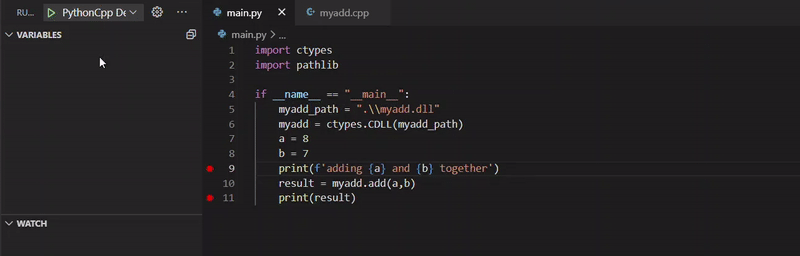 RU... PythonCpp De
VARIABLES
WATCH
main.py myadd.cpp
main.py > ...
1 import ctypes
2 import pathlib
3
4 if __name__ == "__main__":
5 myadd_path = ".\\myadd.dll"
6 myadd = ctypes.CDLL(myadd_path)
7 a = 8
8 b = 7
9 print(f'adding {a} and {b} together')
10 result = myadd.add(a,b)
11 print(result)